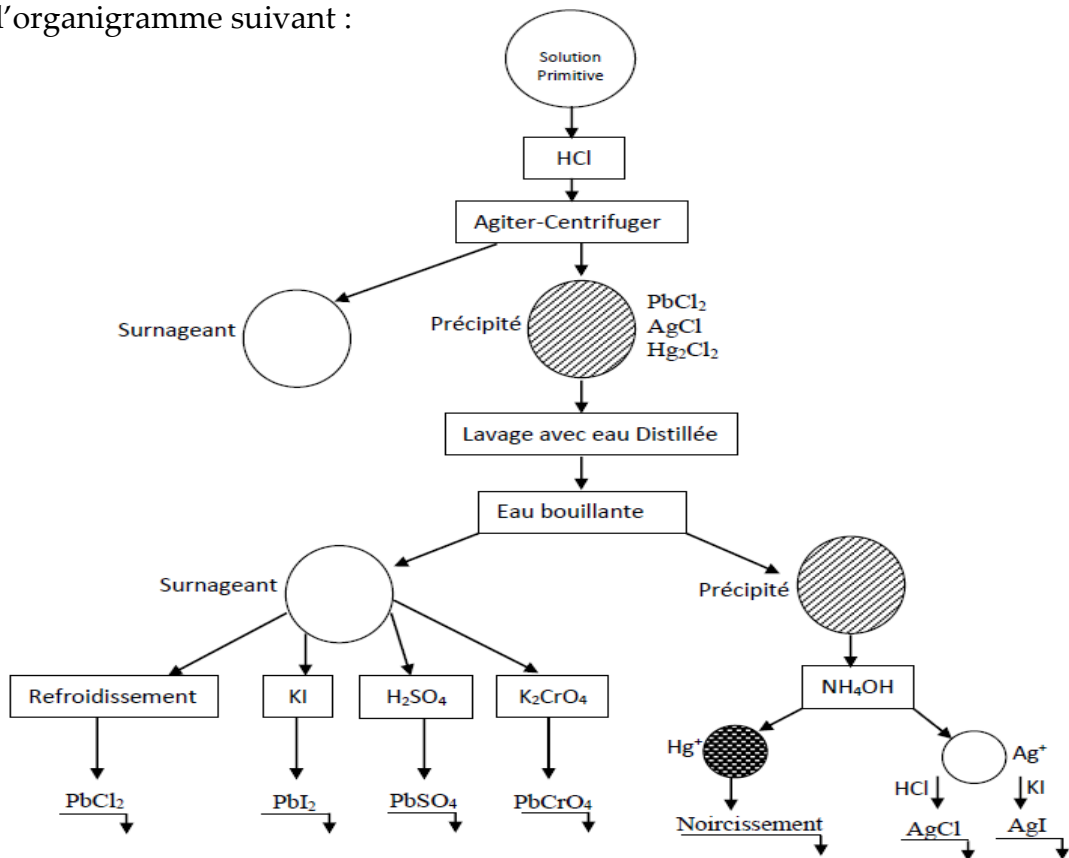 l’organigramme suivant :
Solution
Primitive
HCl
Agiter-Centrifuger
Surnageant
Précipité
PbCl₂
AgCl
Hg₂Cl₂
Lavage avec eau Distillée
Eau bouillante
Surnageant
Précipité
Refroidissement
KI
H₂SO₄
K₂CrO₄
NH₄OH
Hg⁺
Ag⁺
HCl
KI
PbCl₂
PbI₂
PbSO₄
PbCrO₄
Noircissement
AgCl
AgI